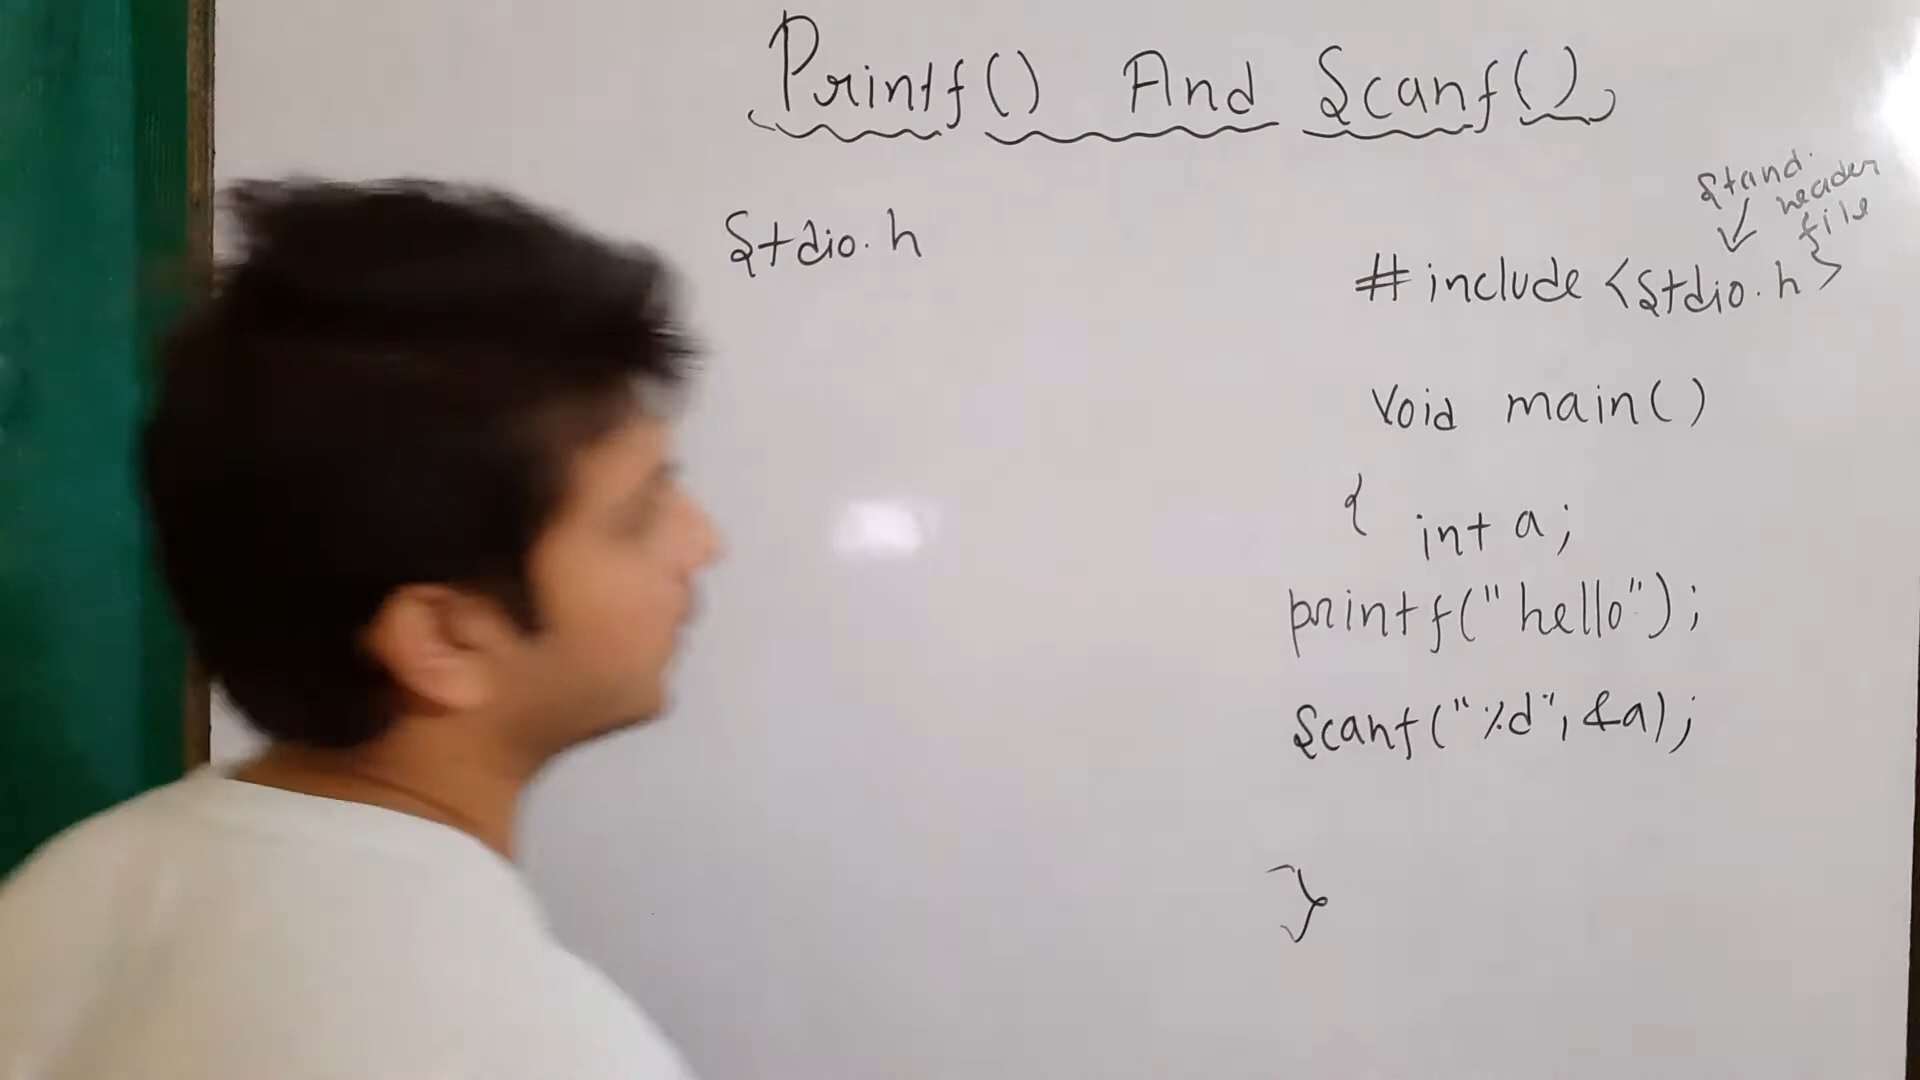 Printf() And Scanf()
Stdio.h
Stand.
header
file
#include <Stdio.h>
Void main()
{ int a;
printf("hello");
Scanf("%d", &a);
}